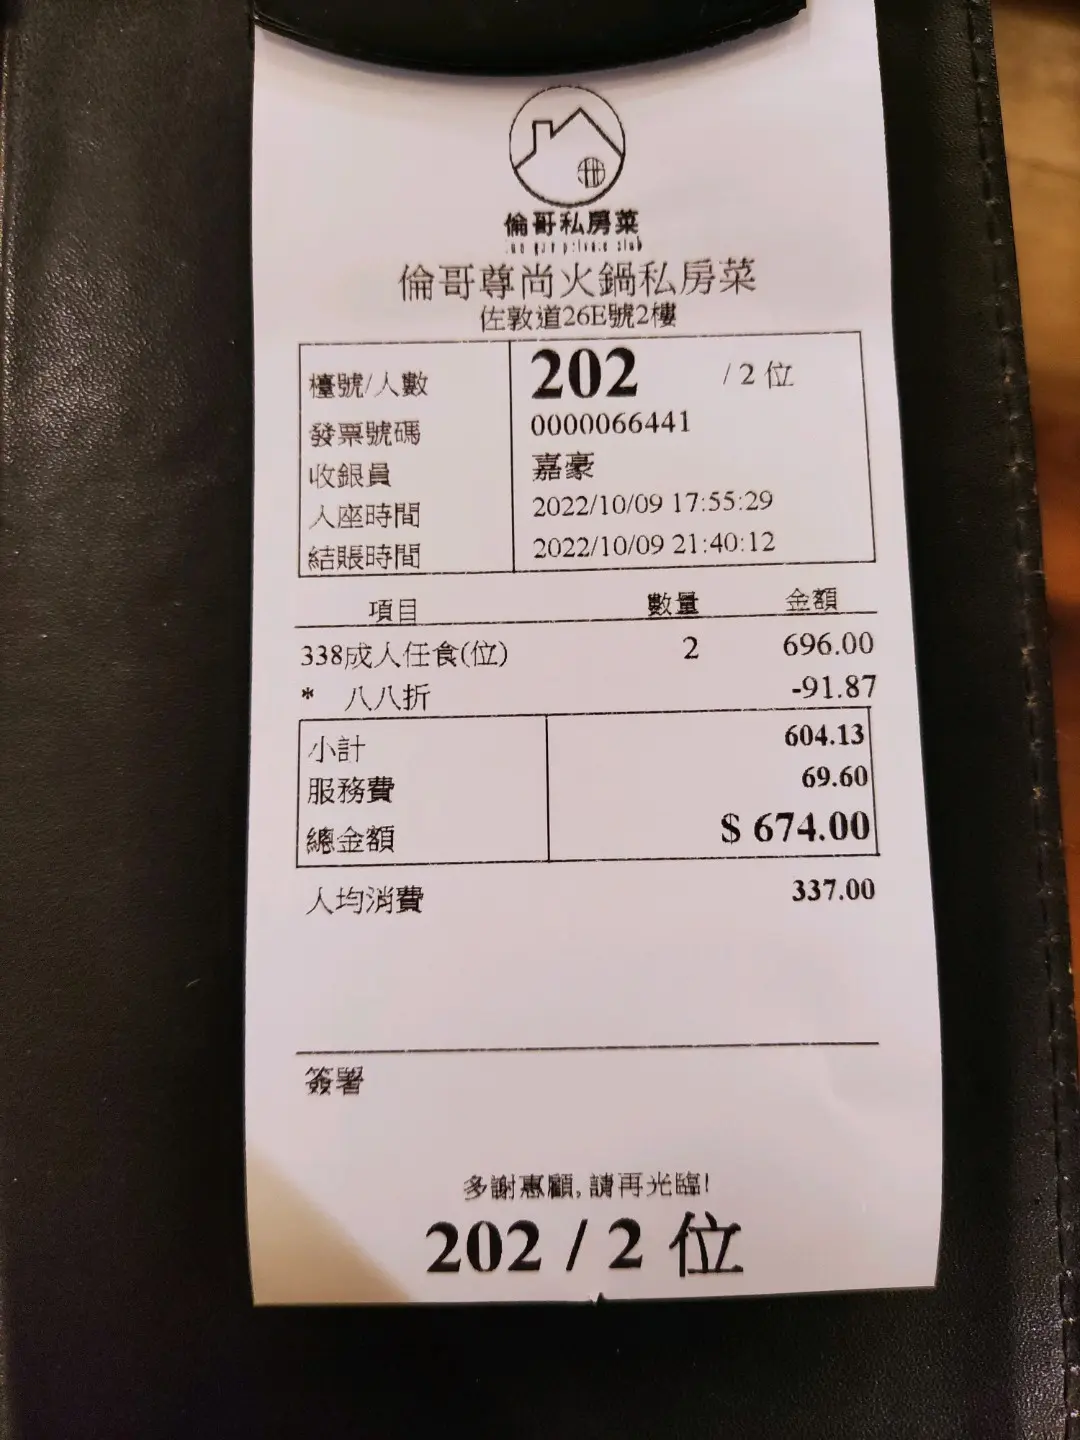 倫哥私房菜
倫哥尊尚火鍋私房菜
佐敦道26E號2樓
檯號/人數 202 / 2 位
發票號碼 0000066441
收銀員 嘉豪
入座時間 2022/10/09 17:55:29
結賬時間 2022/10/09 21:40:12
項目 數量 金額
338成人任食(位) 2 696.00
* 八八折 -91.87
小計 604.13
服務費 69.60
總金額 $ 674.00
人均消費 337.00
簽署
多謝惠顧, 請再光臨!
202 / 2 位